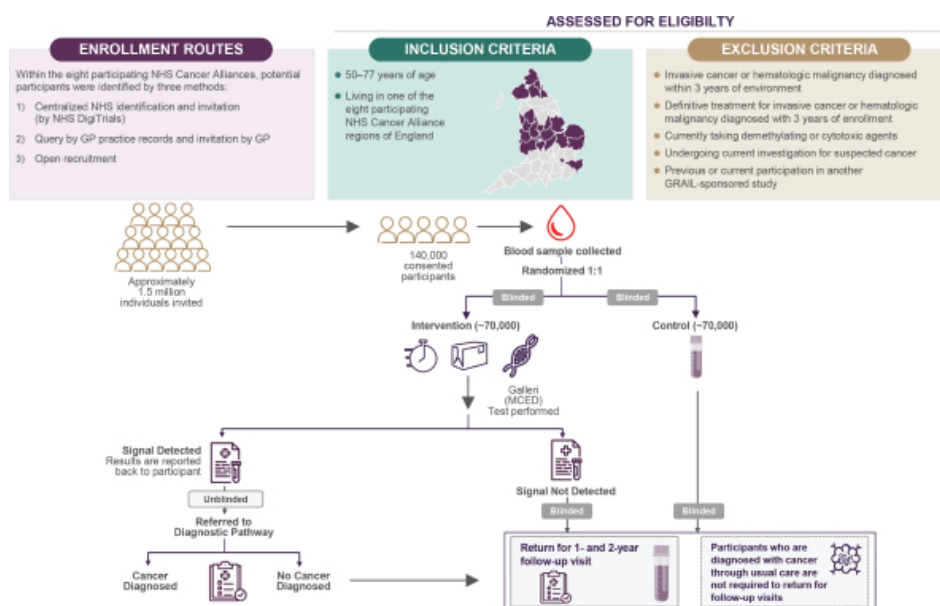 ASSESSED FOR ELIGIBILTY
ENROLLMENT ROUTES
Within the eight participating NHS Cancer Alliances, potential
participants were identified by three methods:
1) Centralized NHS identification and invitation
(by NHS DigiTrials)
2) Query by GP practice records and invitation by GP
3) Open recruitment
INCLUSION CRITERIA
50–77 years of age
Living in one of the
eight participating
NHS Cancer Alliance
regions of England
EXCLUSION CRITERIA
Invasive cancer or hematologic malignancy diagnosed
within 3 years of environment
Definitive treatment for invasive cancer or hematologic
malignancy diagnosed with 3 years of enrollment
Currently taking demethylating or cytotoxic agents
Undergoing current investigation for suspected cancer
Previous or current participation in another
GRAIL-sponsored study
Approximately
1.5 million
individuals invited
140,000
consented
participants
Blood sample collected
Randomized 1:1
Blinded
Blinded
Intervention (~70,000)
Control (~70,000)
Galleri
(MCED)
Test performed
Signal Detected
Results are reported
back to participant
Signal Not Detected
Unblinded
Blinded
Blinded
Referred to
Diagnostic Pathway
Cancer
Diagnosed
No Cancer
Diagnosed
Return for 1- and 2-year
follow-up visit
Participants who are
diagnosed with cancer
through usual care are
not required to return for
follow-up visits